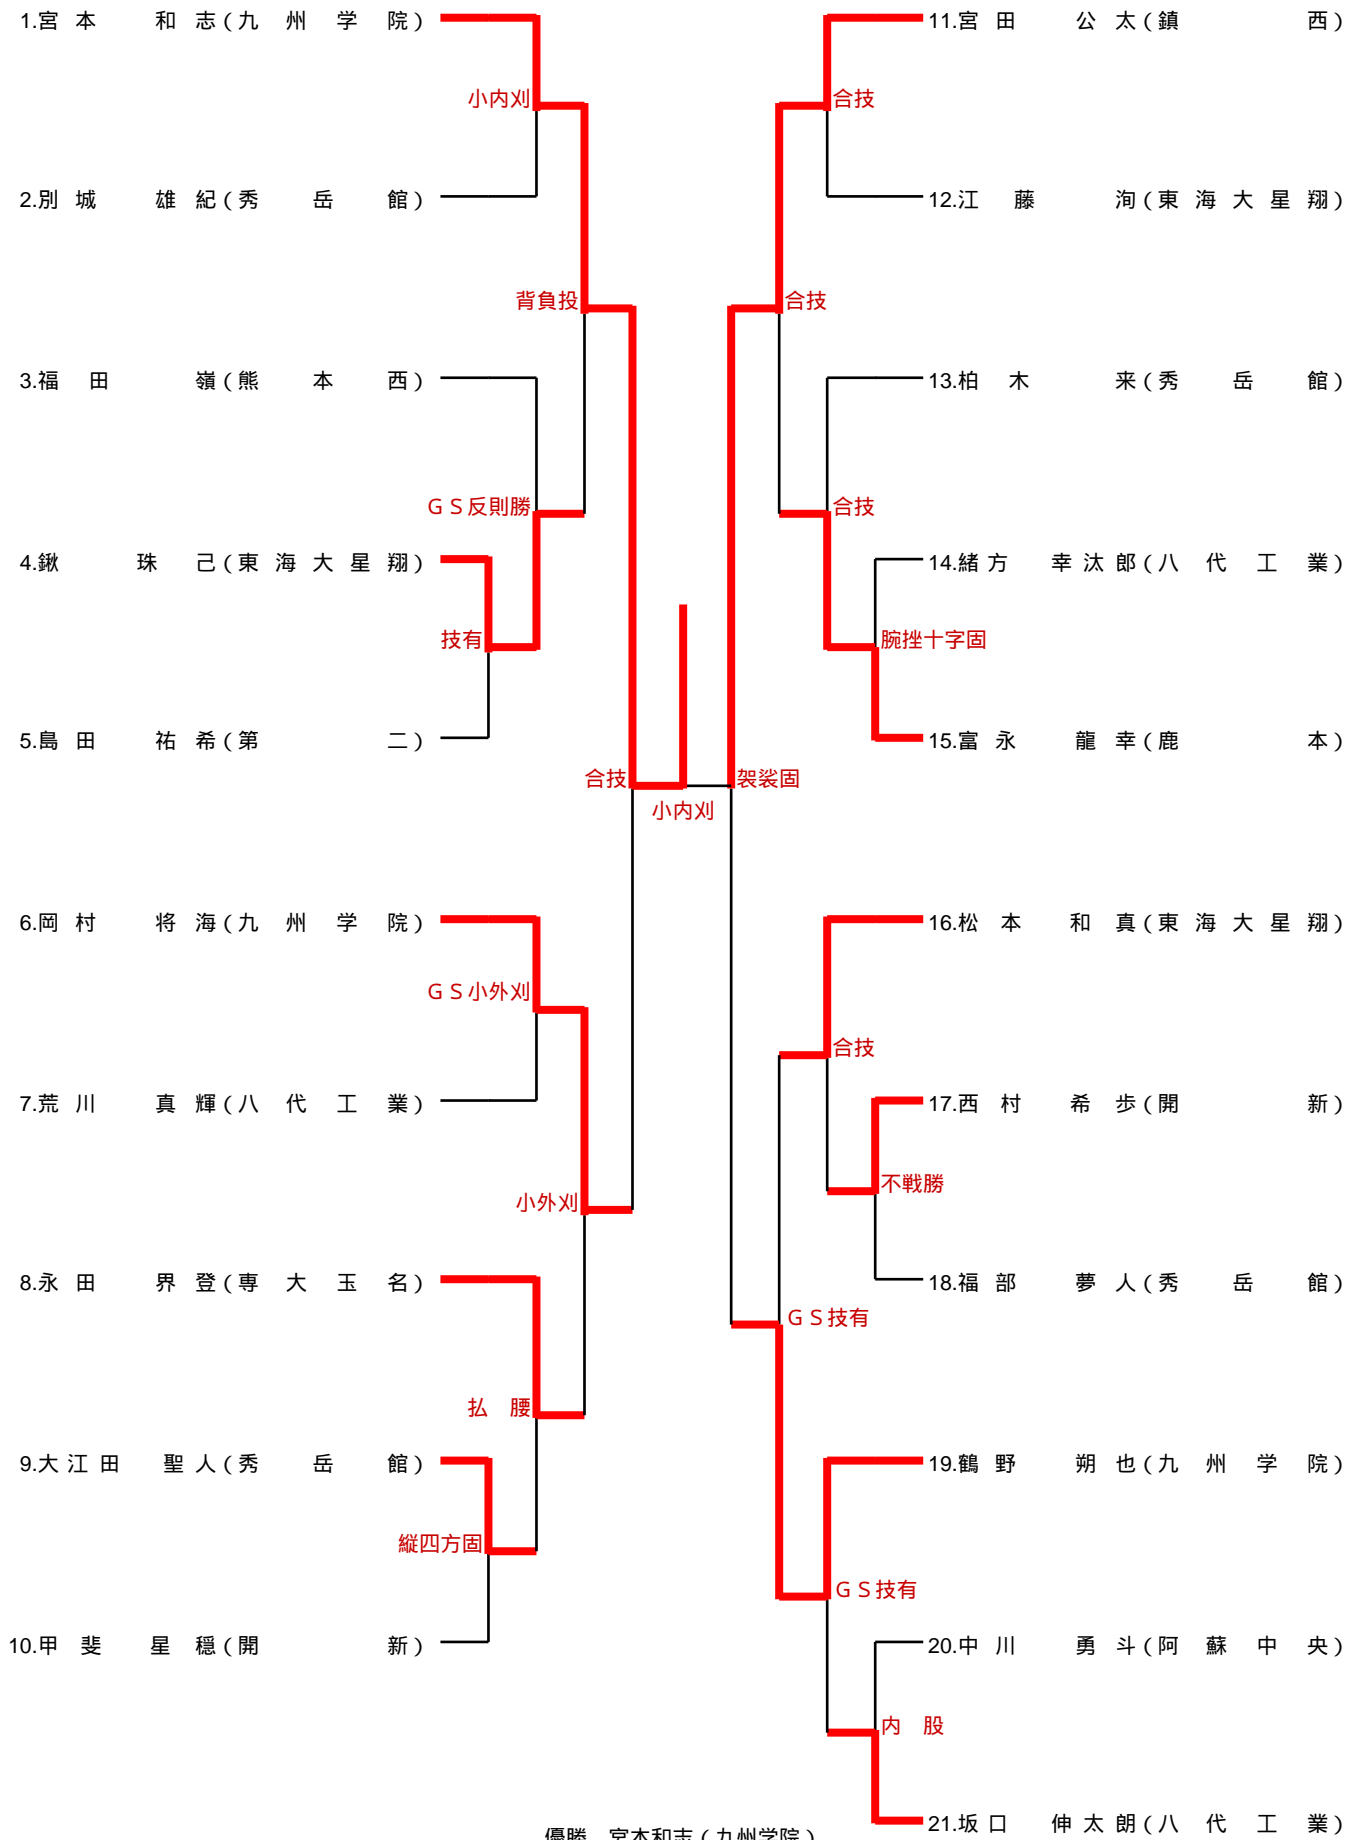 1.宮本 和志(九州学院)
小内刈
2.別城 雄紀(秀岳館)
背負投
3.福田 嶺(熊本西)
GS反則勝
4.鍬 珠己(東海大星翔)
技有
5.島田 祐希(第二)
合技
小内刈
6.岡村 将海(九州学院)
GS小外刈
7.荒川 真輝(八代工業)
小外刈
8.永田 界登(専大玉名)
払腰
9.大江田 聖人(秀岳館)
縦四方固
10.甲斐 星穏(開新)
11.宮田 公太(鎮西)
合技
12.江藤 洵(東海大星翔)
合技
13.柏木 来(秀岳館)
合技
14.緒方 幸汰郎(八代工業)
腕挫十字固
15.富永 龍幸(鹿本)
袈裟固
16.松本 和真(東海大星翔)
合技
17.西村 希歩(開新)
不戦勝
18.福部 夢人(秀岳館)
GS技有
19.鶴野 朔也(九州学院)
GS技有
20.中川 勇斗(阿蘇中央)
内股
21.坂口 伸太朗(八代工業)
優勝 宮本和志(九州学院)